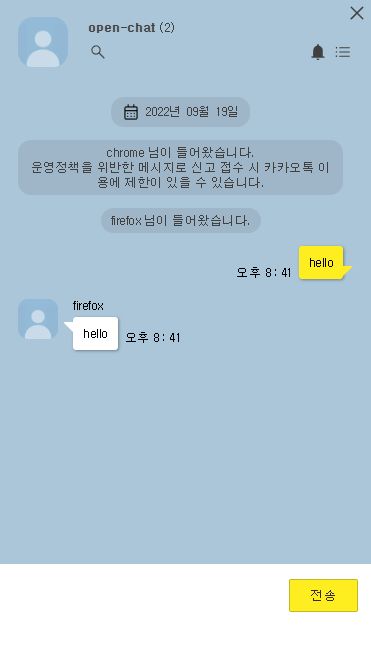 open-chat (2)
2022년 09월 19일
chrome 님이 들어왔습니다.
운영정책을 위반한 메시지로 신고 접수 시 카카오톡 이
용에 제한이 있을 수 있습니다.
firefox 님이 들어왔습니다.
오후 8 : 41 hello
firefox
hello 오후 8 : 41
전송